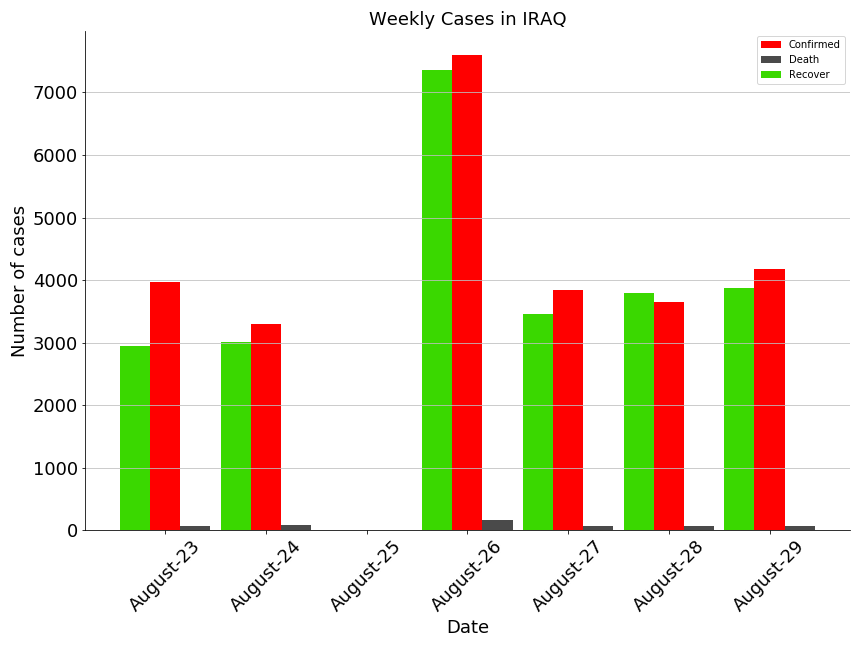 Weekly Cases in IRAQ
Confirmed
Death
Recover
Number of cases
7000
6000
5000
4000
3000
2000
1000
0
August-23
August-24
August-25
August-26
August-27
August-28
August-29
Date